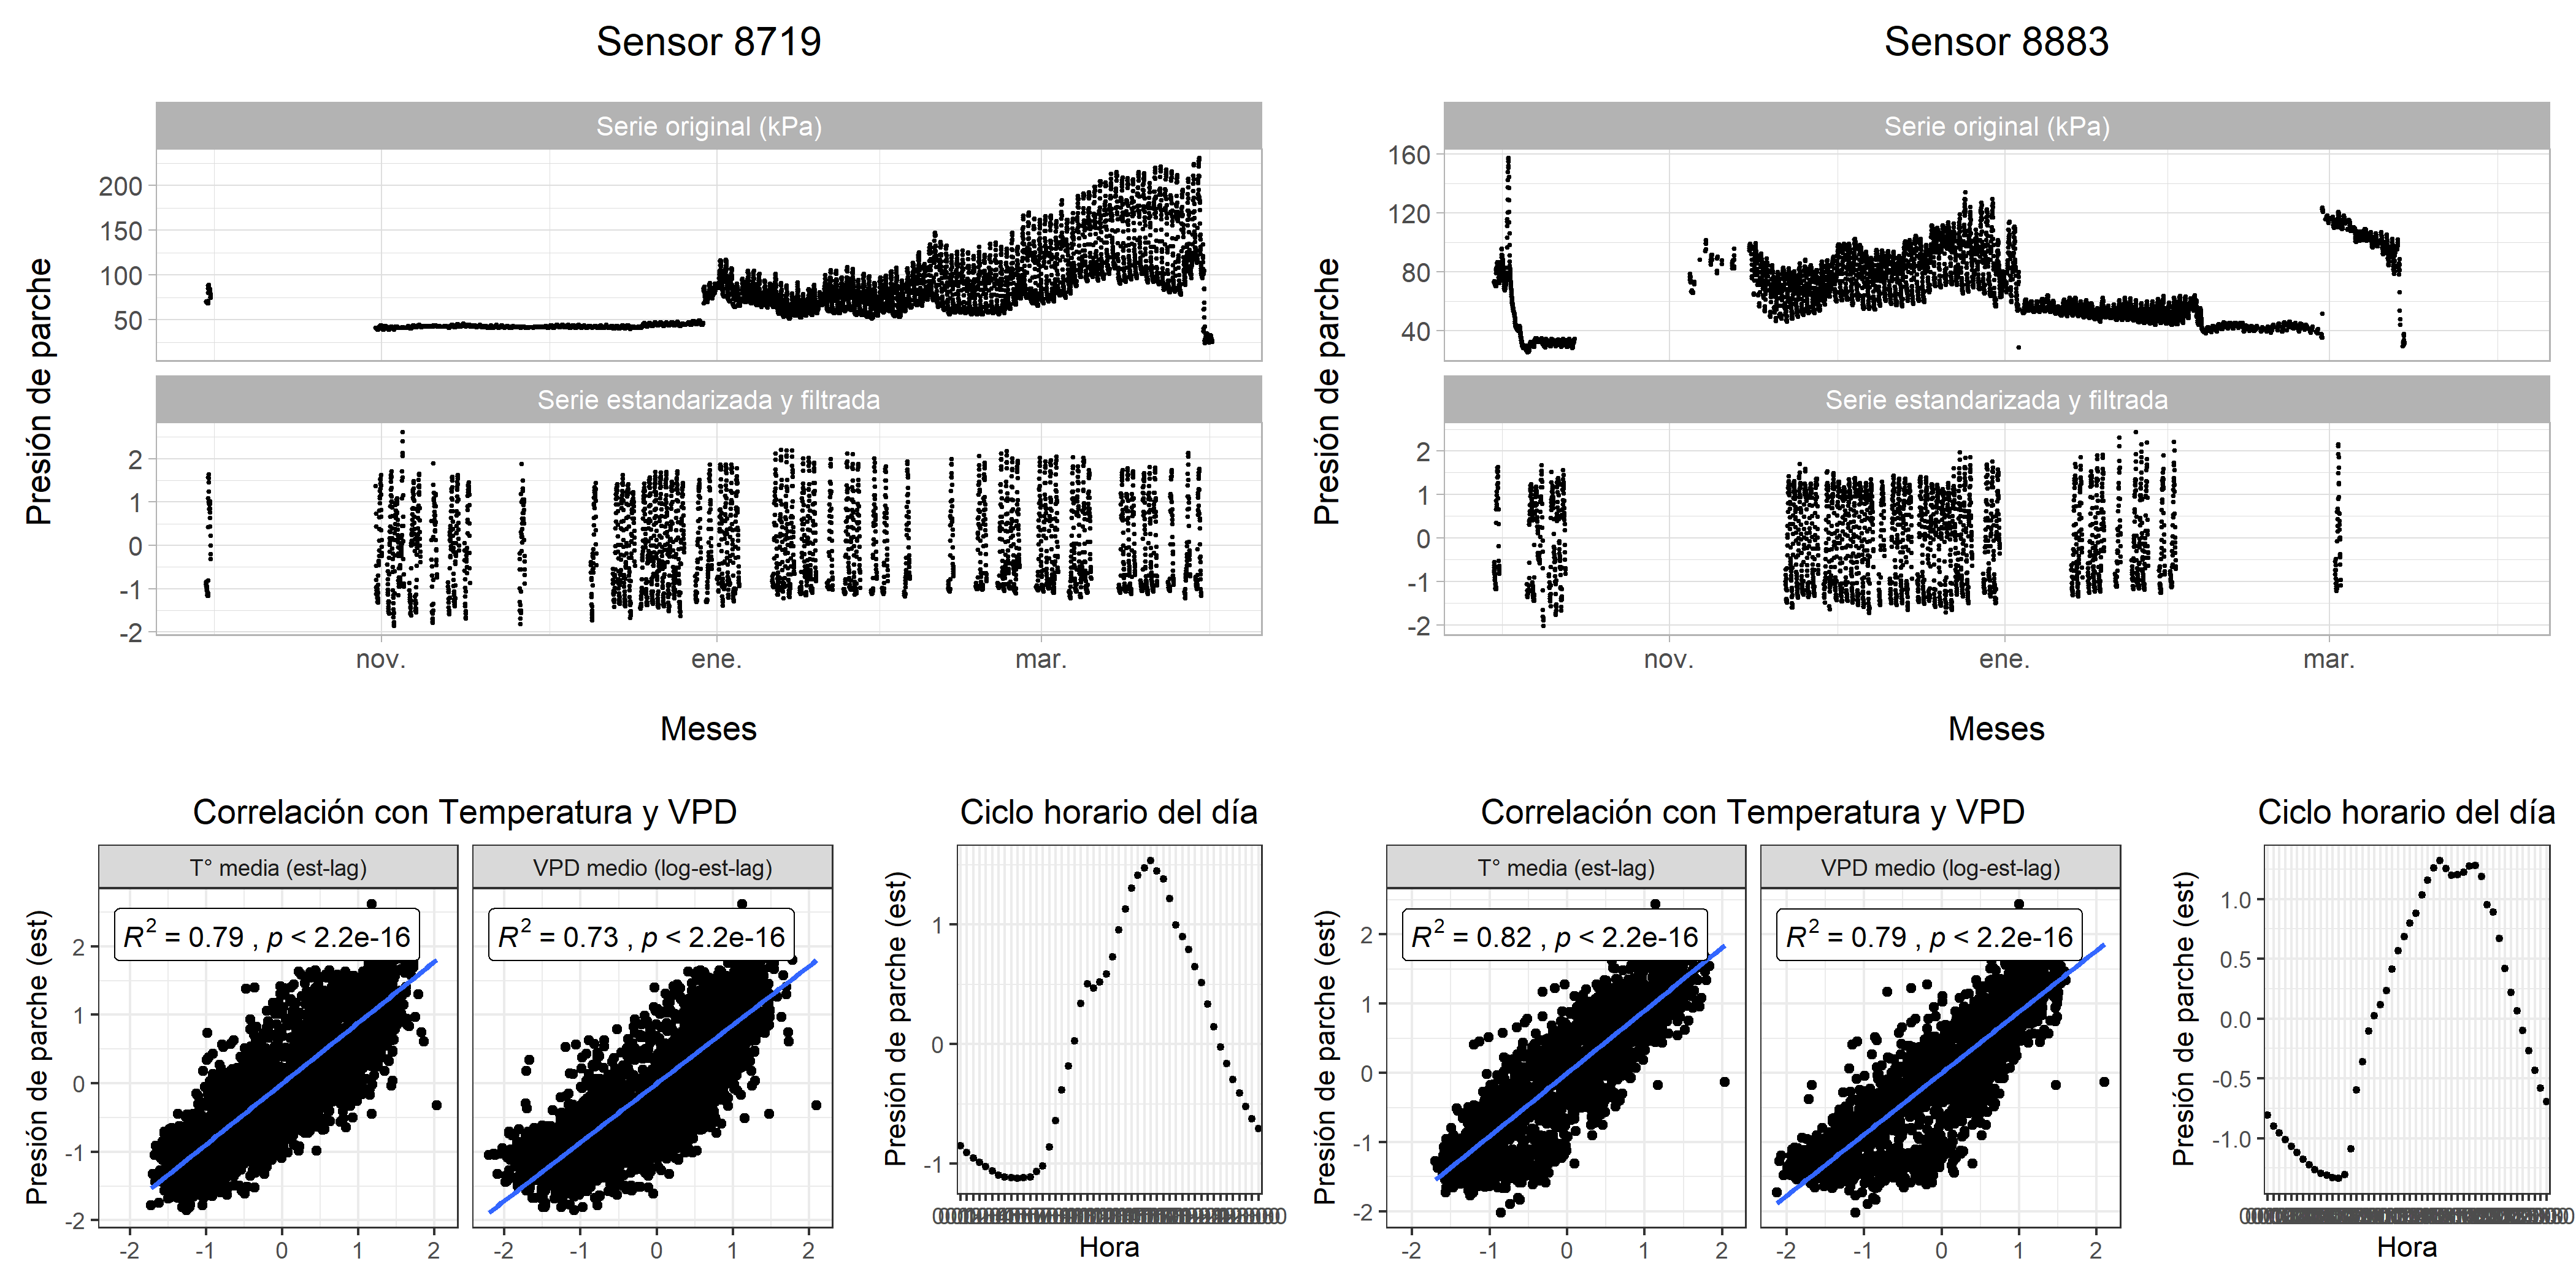 Sensor 8719
Serie original (kPa)
200
150
100
50
Presión de parche
Serie estandarizada y filtrada
2
1
0
-1
-2
nov.
ene.
mar.
Meses
Correlación con Temperatura y VPD
T° media (est-lag)
VPD medio (log-est-lag)
R² = 0.79 , p < 2.2e-16
R² = 0.73 , p < 2.2e-16
Presión de parche (est)
2
1
0
-1
-2
-2
-1
0
1
2
-2
-1
0
1
2
Ciclo horario del día
Presión de parche (est)
1
0
-1
Hora
Sensor 8883
Serie original (kPa)
160
120
80
40
Presión de parche
Serie estandarizada y filtrada
2
1
0
-1
-2
nov.
ene.
mar.
Meses
Correlación con Temperatura y VPD
T° media (est-lag)
VPD medio (log-est-lag)
R² = 0.82 , p < 2.2e-16
R² = 0.79 , p < 2.2e-16
Presión de parche (est)
2
1
0
-1
-2
-2
-1
0
1
2
-2
-1
0
1
2
Ciclo horario del día
Presión de parche (est)
1.0
0.5
0.0
-0.5
-1.0
Hora